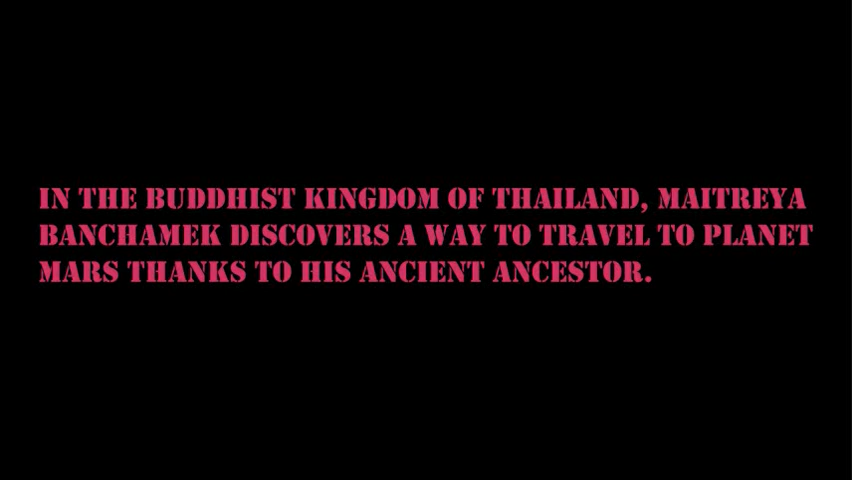 IN THE BUDDHIST KINGDOM OF THAILAND, MAITREYA
BANCHAMEK DISCOVERS A WAY TO TRAVEL TO PLANET
MARS THANKS TO HIS ANCIENT ANCESTOR.